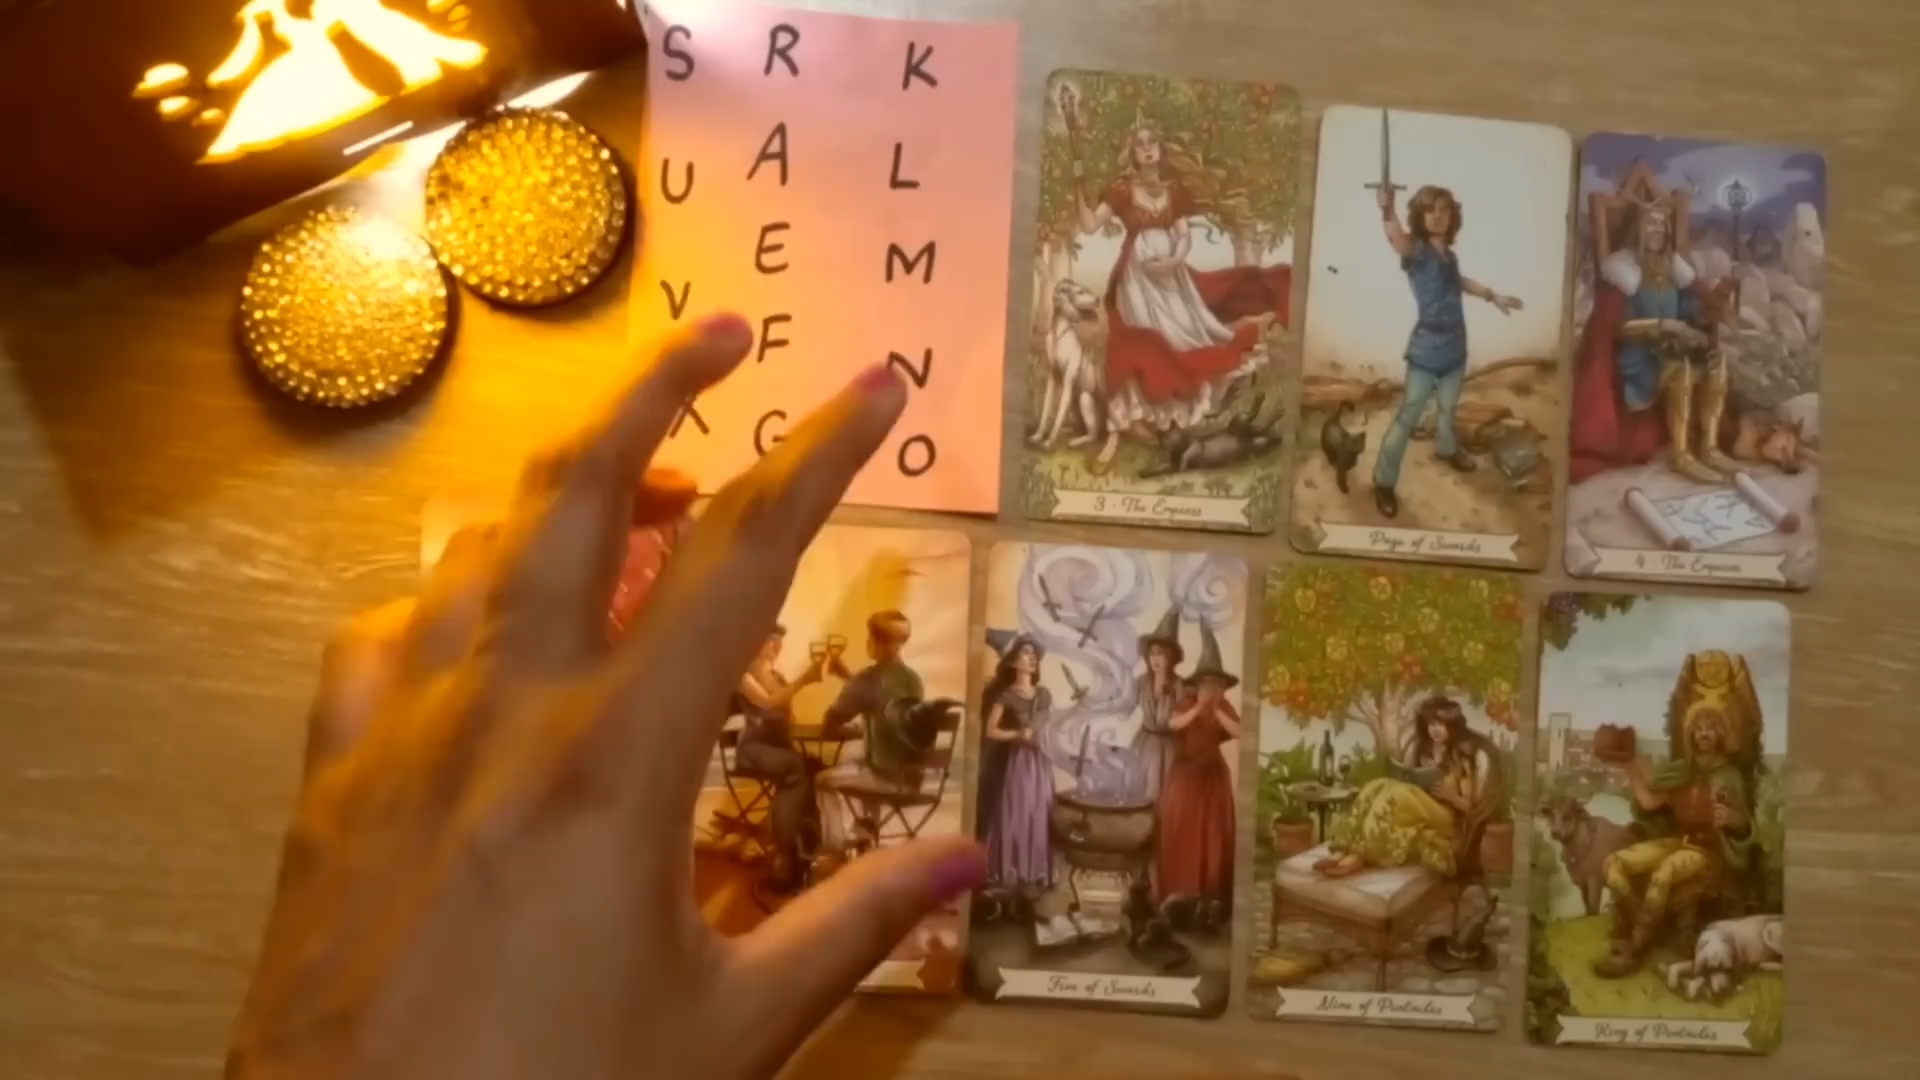 S R K
U A L
V E M
F N
X G O
3 · The Empress
Page of Swords
4 · The Emperor
Five of Swords
Nine of Pentacles
King of Pentacles